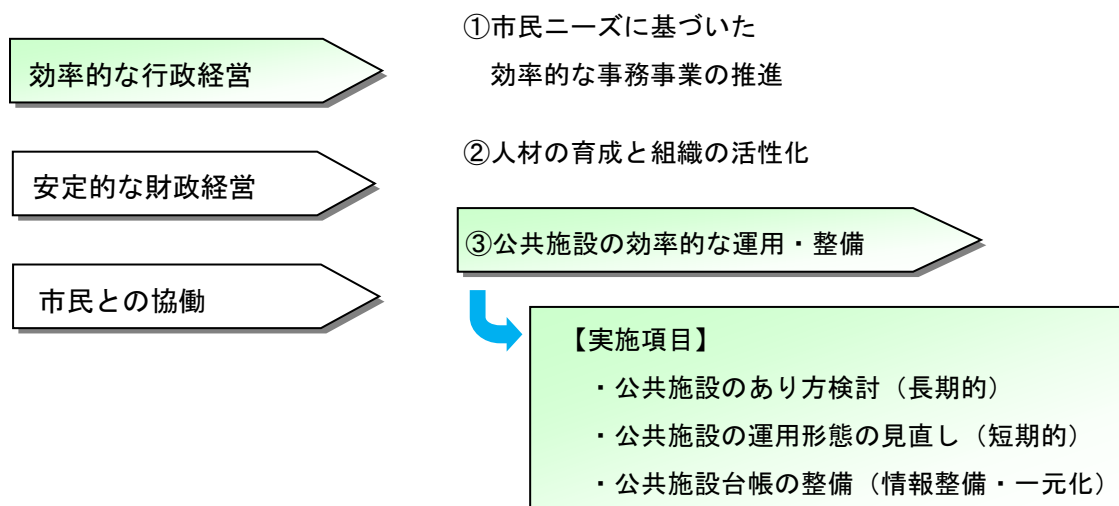 効率的な行政経営
安定的な財政経営
市民との協働
①市民ニーズに基づいた
効率的な事務事業の推進
②人材の育成と組織の活性化
③公共施設の効率的な運用・整備
【実施項目】
・公共施設のあり方検討（長期的）
・公共施設の運用形態の見直し（短期的）
・公共施設台帳の整備（情報整備・一元化）